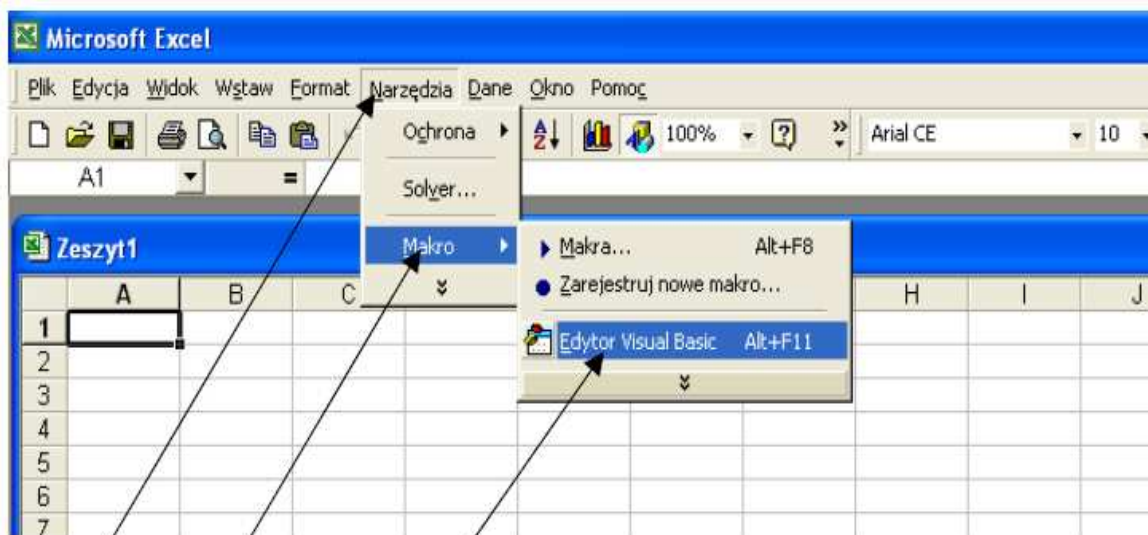 Microsoft Excel
Plik Edycja Widok Wstaw Format Narzędzia Dane Okno Pomoc
100% Arial CE 10
A1 =
Ochrona
Solver...
Makro
Makra... Alt+F8
Zarejestruj nowe makro...
Edytor Visual Basic Alt+F11
Zeszyt1
A B C H I J
1
2
3
4
5
6
7